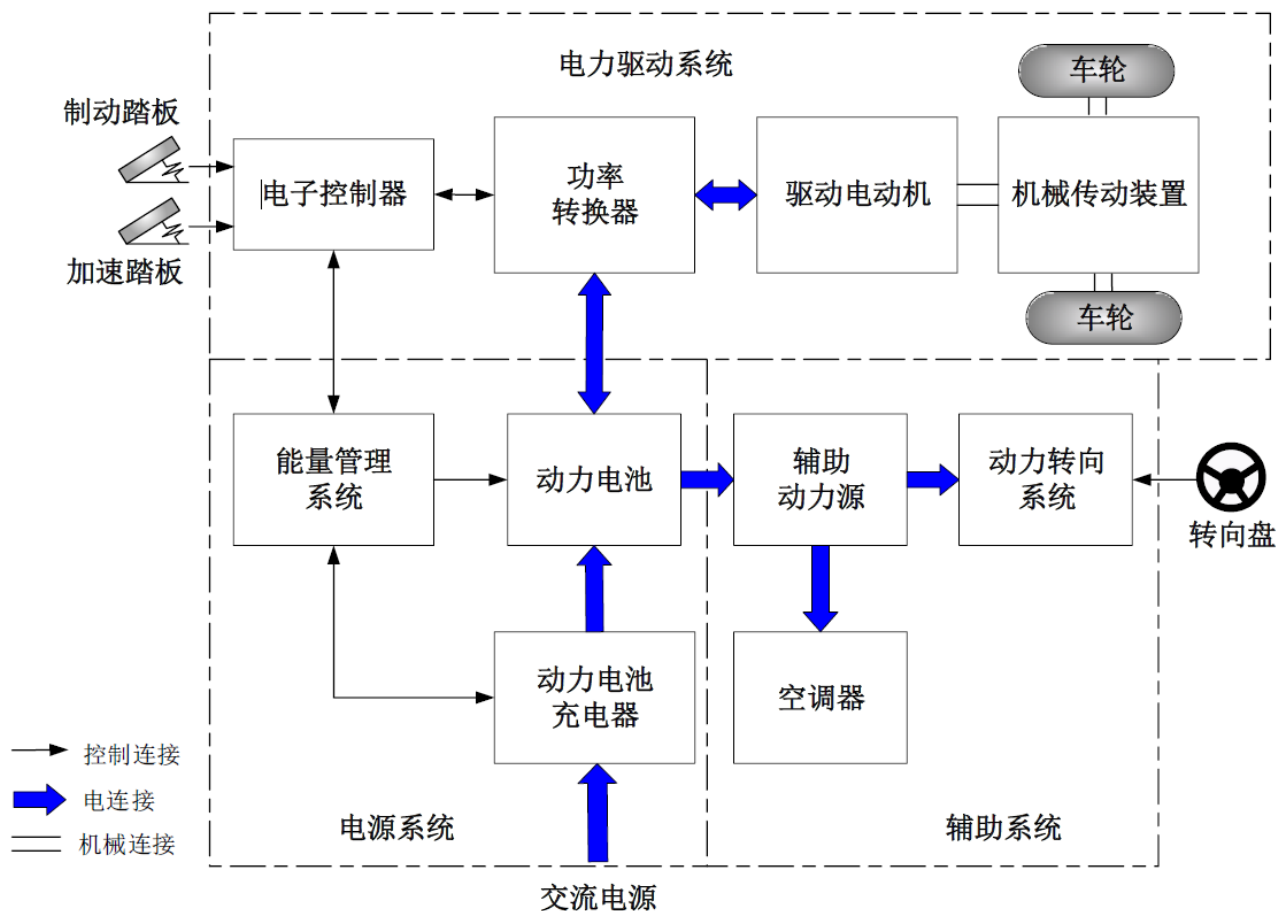 电力驱动系统
车轮
制动踏板
电子控制器
功率
转换器
驱动电动机
机械传动装置
加速踏板
车轮
能量管理
系统
动力电池
辅助
动力源
动力转向
系统
转向盘
动力电池
充电器
空调器
控制连接
电连接
机械连接
电源系统
辅助系统
交流电源